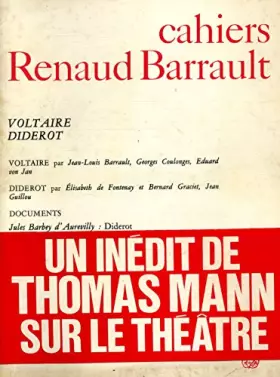 cahiers
Renaud Barrault
VOLTAIRE
DIDEROT
VOLTAIRE par Jean-Louis Barrault, Georges Coulonges, Eduard
von Jan
DIDEROT par Élisabeth de Fontenay et Bernard Graciet, Jean
Guillou
DOCUMENTS
Jules Barbey d'Aurevilly : Diderot
UN INÉDIT DE
THOMAS MANN
SUR LE THÉÂTRE